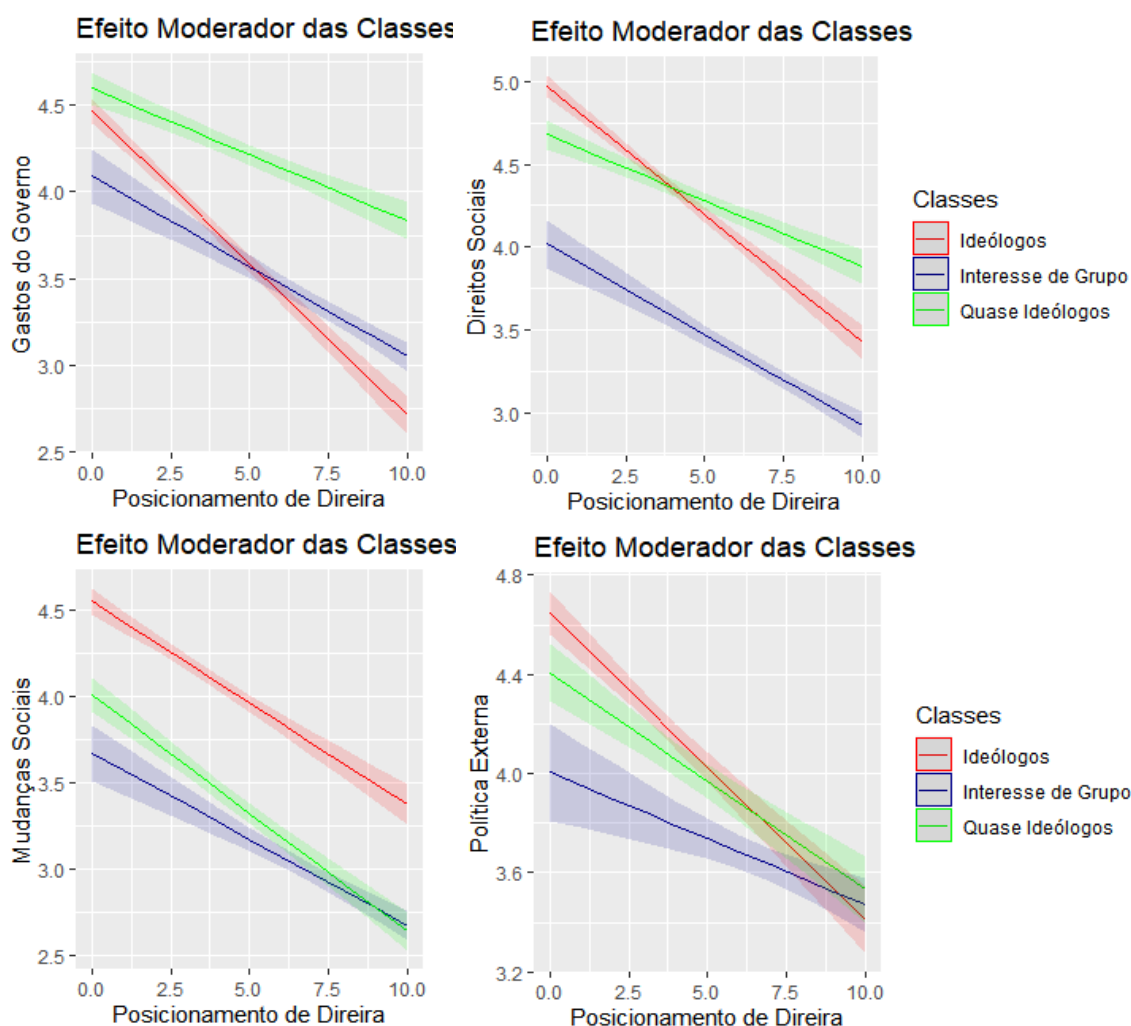 Efeito Moderador das Classes
Gastos do Governo
4.5
4.0
3.5
3.0
2.5
0.0 2.5 5.0 7.5 10.0
Posicionamento de Direira
Efeito Moderador das Classes
Direitos Sociais
5.0
4.5
4.0
3.5
3.0
0.0 2.5 5.0 7.5 10.0
Posicionamento de Direira
Classes
Ideólogos
Interesse de Grupo
Quase Ideólogos
Efeito Moderador das Classes
Mudanças Sociais
4.5
4.0
3.5
3.0
2.5
0.0 2.5 5.0 7.5 10.0
Posicionamento de Direira
Efeito Moderador das Classes
Política Externa
4.8
4.4
4.0
3.6
3.2
0.0 2.5 5.0 7.5 10.0
Posicionamento de Direira
Classes
Ideólogos
Interesse de Grupo
Quase Ideólogos